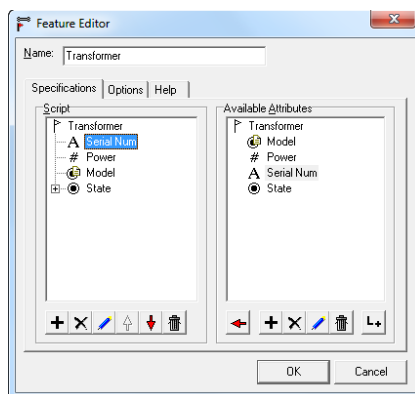 Feature Editor
Name: Transformer
Specifications Options Help
Script
Transformer
A Serial Num
# Power
Model
State
Available Attributes
Transformer
Model
# Power
A Serial Num
State
OK Cancel